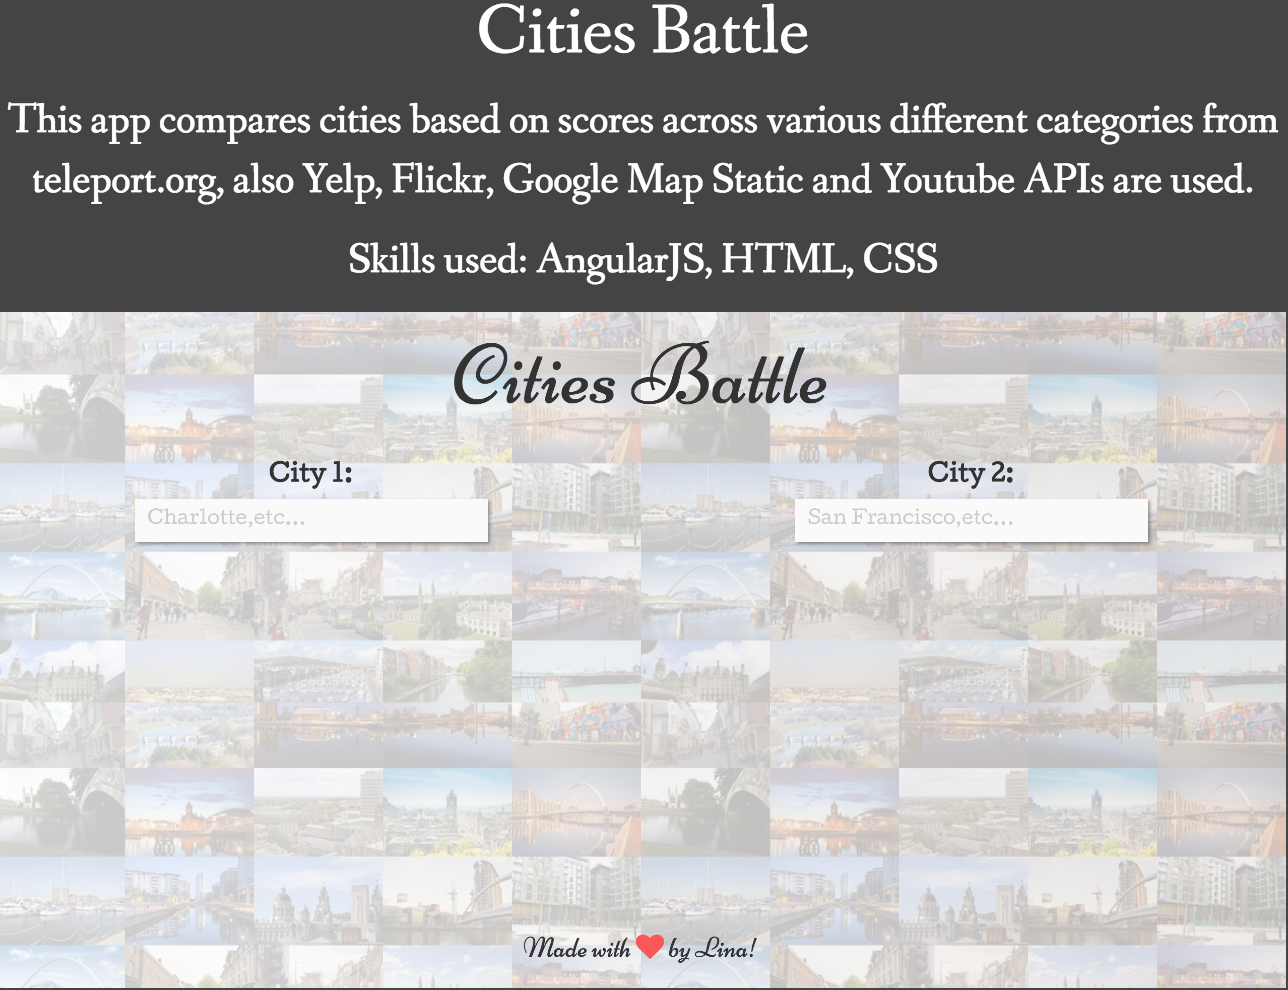 Cities Battle
This app compares cities based on scores across various different categories from
teleport.org, also Yelp, Flickr, Google Map Static and Youtube APIs are used.
Skills used: AngularJS, HTML, CSS
Cities Battle
City 1:
Charlotte,etc...
City 2:
San Francisco,etc...
Made with ❤ by Lina!